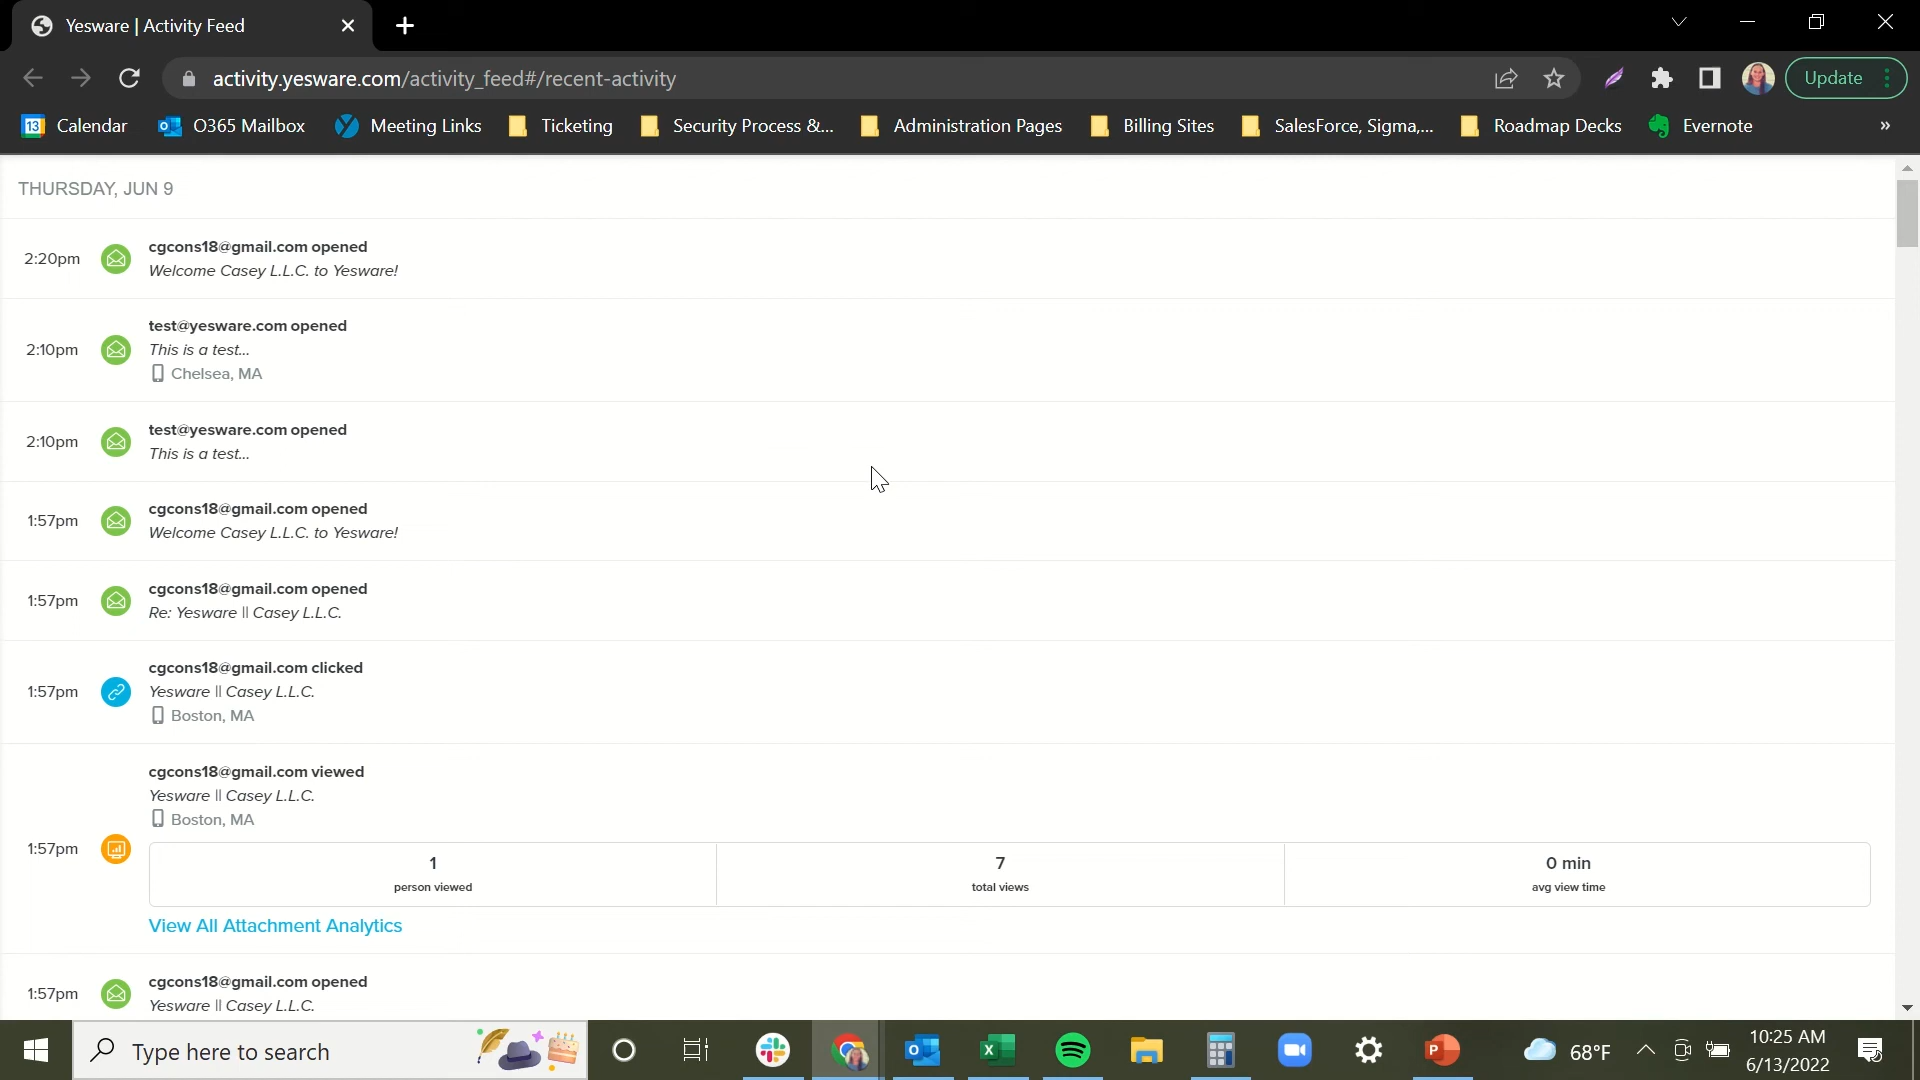 Yesware | Activity Feed
activity.yesware.com/activity_feed#/recent-activity
Update
13 Calendar
O365 Mailbox
Meeting Links
Ticketing
Security Process &...
Administration Pages
Billing Sites
SalesForce, Sigma,...
Roadmap Decks
Evernote
»
THURSDAY, JUN 9
2:20pm
cgcons18@gmail.com opened
Welcome Casey L.L.C. to Yesware!
2:10pm
test@yesware.com opened
This is a test...
Chelsea, MA
2:10pm
test@yesware.com opened
This is a test...
1:57pm
cgcons18@gmail.com opened
Welcome Casey L.L.C. to Yesware!
1:57pm
cgcons18@gmail.com opened
Re: Yesware || Casey L.L.C.
1:57pm
cgcons18@gmail.com clicked
Yesware || Casey L.L.C.
Boston, MA
1:57pm
cgcons18@gmail.com viewed
Yesware || Casey L.L.C.
Boston, MA
1
person viewed
7
total views
0 min
avg view time
View All Attachment Analytics
1:57pm
cgcons18@gmail.com opened
Yesware || Casey L.L.C.
Type here to search
68°F
10:25 AM
6/13/2022